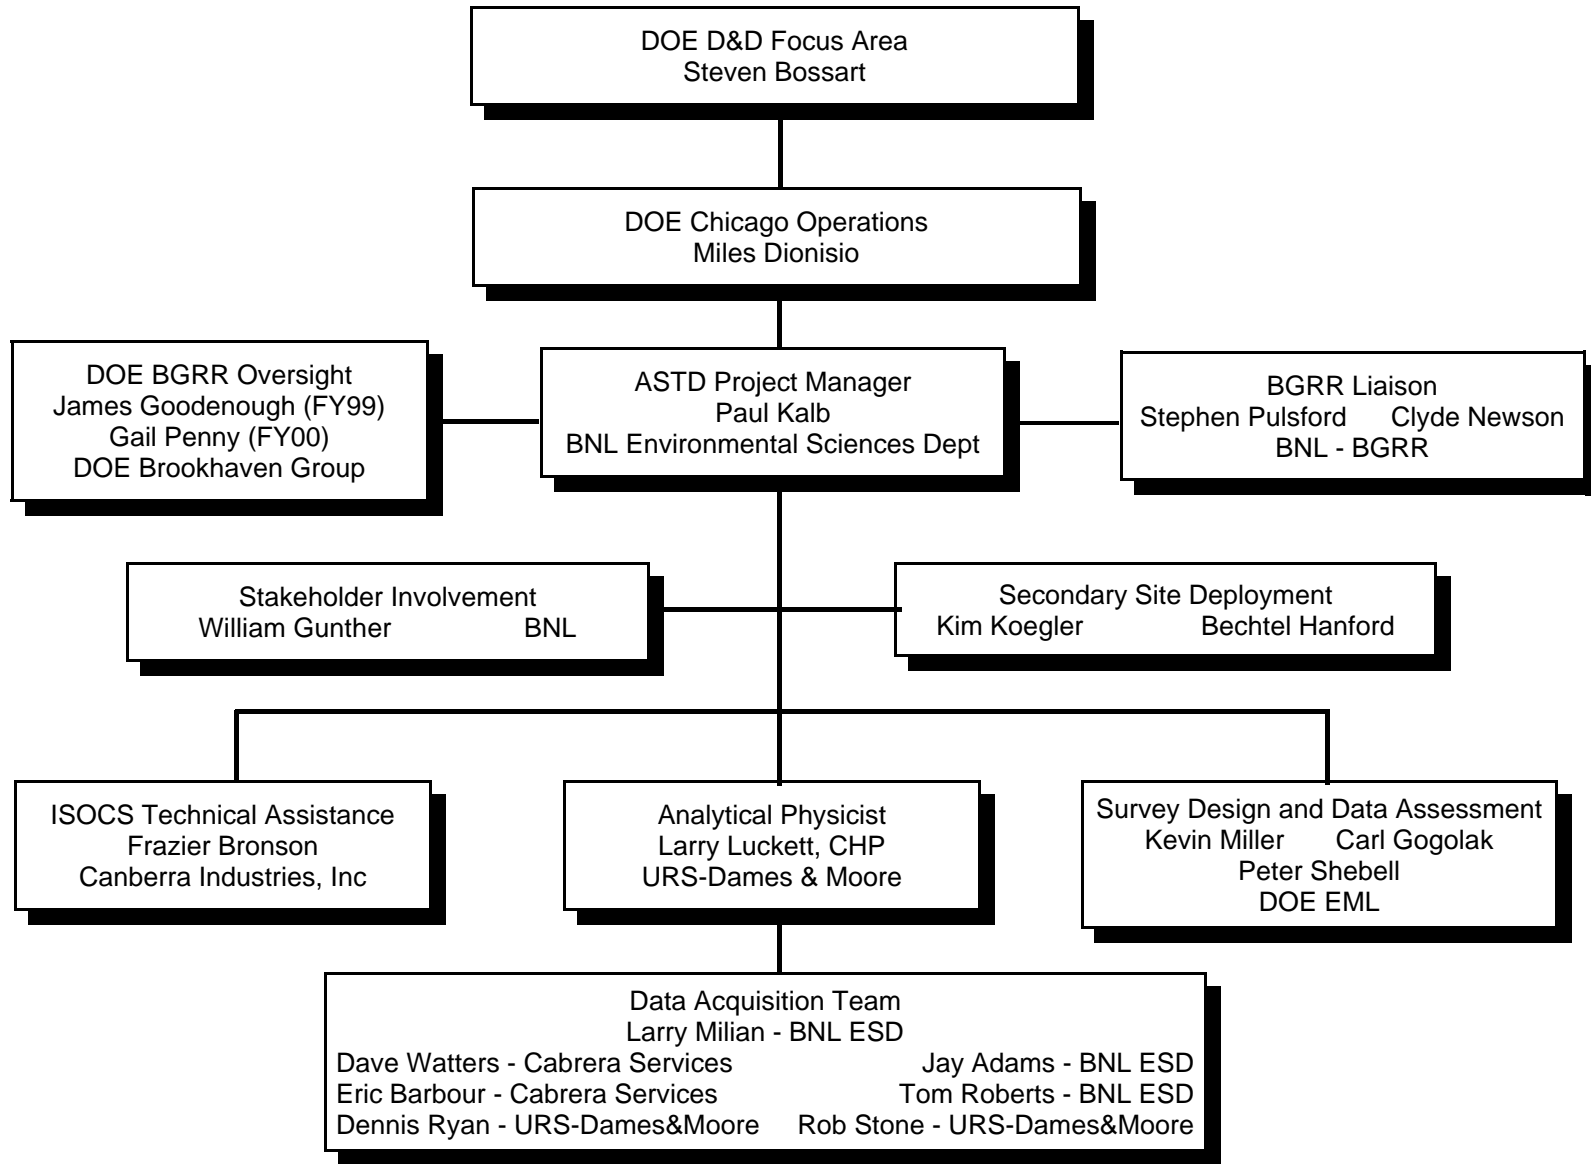 DOE D&D Focus Area
Steven Bossart
DOE Chicago Operations
Miles Dionisio
DOE BGRR Oversight
James Goodenough (FY99)
Gail Penny (FY00)
DOE Brookhaven Group
ASTD Project Manager
Paul Kalb
BNL Environmental Sciences Dept
BGRR Liaison
Stephen Pulsford Clyde Newson
BNL - BGRR
Stakeholder Involvement
William Gunther BNL
Secondary Site Deployment
Kim Koegler Bechtel Hanford
ISOCS Technical Assistance
Frazier Bronson
Canberra Industries, Inc
Analytical Physicist
Larry Luckett, CHP
URS-Dames & Moore
Survey Design and Data Assessment
Kevin Miller Carl Gogolak
Peter Shebell
DOE EML
Data Acquisition Team
Larry Milian - BNL ESD
Dave Watters - Cabrera Services Jay Adams - BNL ESD
Eric Barbour - Cabrera Services Tom Roberts - BNL ESD
Dennis Ryan - URS-Dames&Moore Rob Stone - URS-Dames&Moore